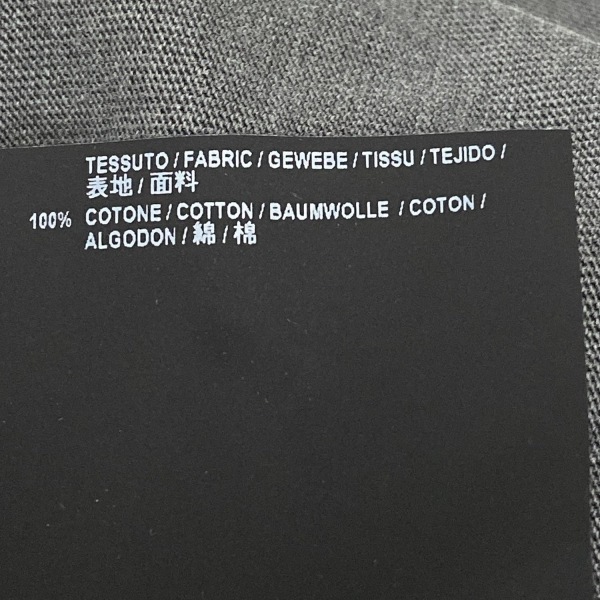 TESSUTO / FABRIC / GEWEBE / TISSU / TEJIDO /
表地 / 面料
100% COTONE / COTTON / BAUMWOLLE / COTON /
ALGODON / 綿 / 棉